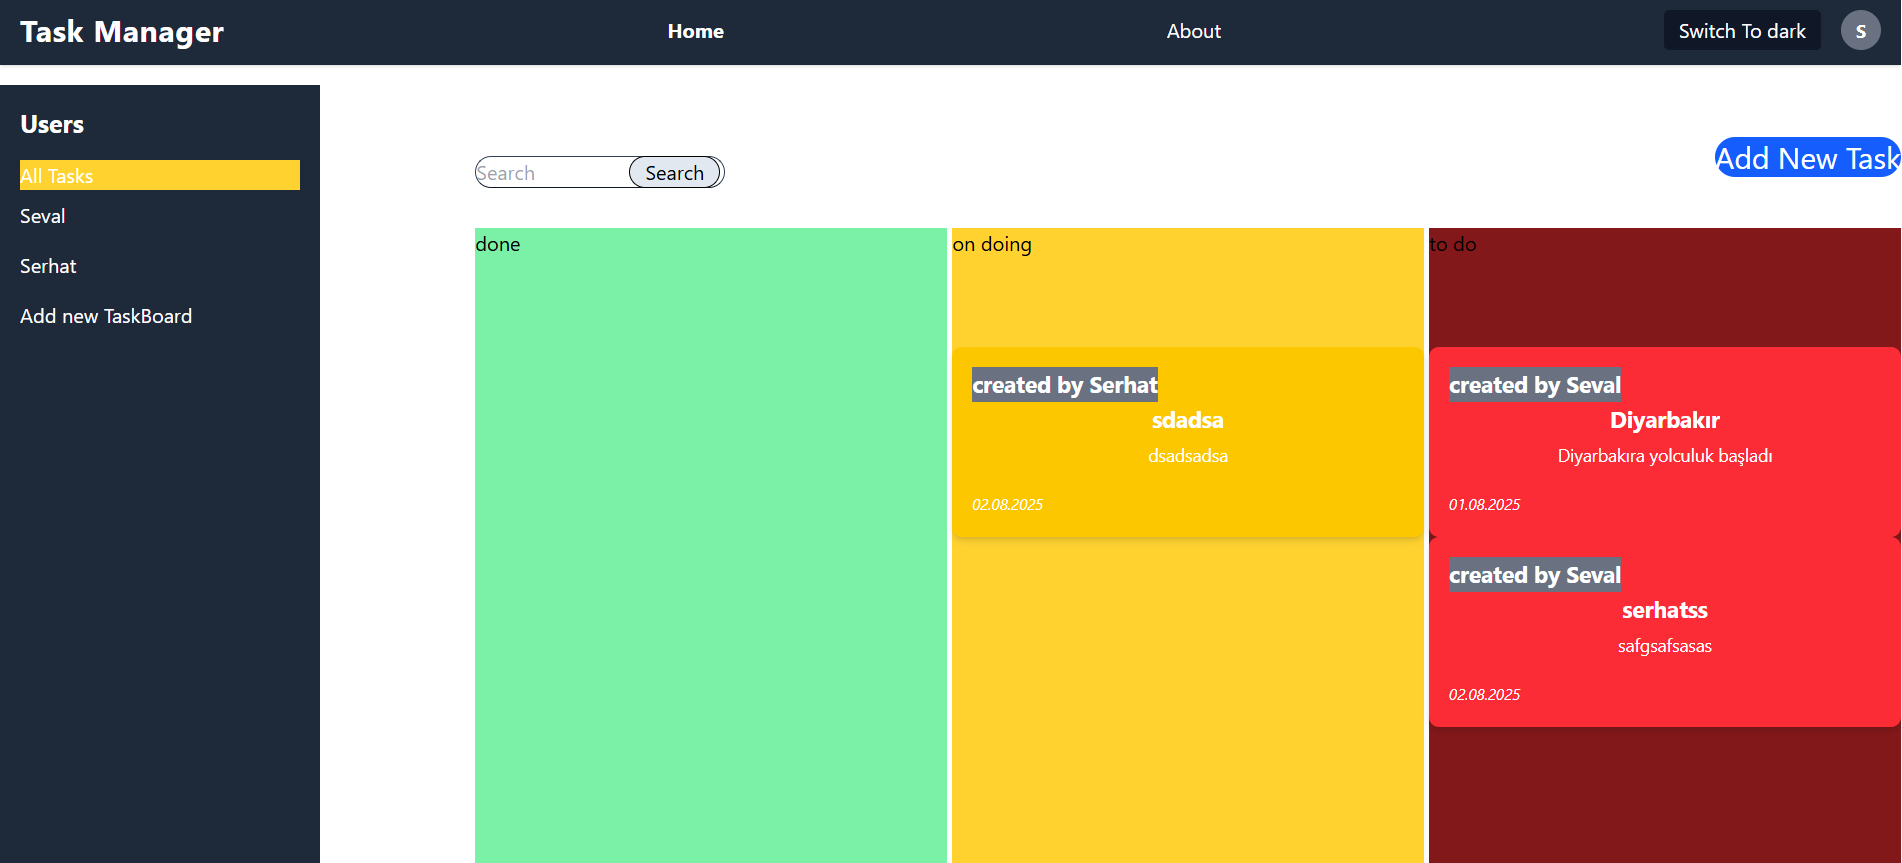 Task Manager
Home
About
Switch To dark
S
Users
All Tasks
Seval
Serhat
Add new TaskBoard
Search
Search
Add New Task
done
on doing
created by Serhat
sdadsa
dsadsadsa
02.08.2025
to do
created by Seval
Diyarbakır
Diyarbakıra yolculuk başladı
01.08.2025
created by Seval
serhatss
safgsafsasas
02.08.2025